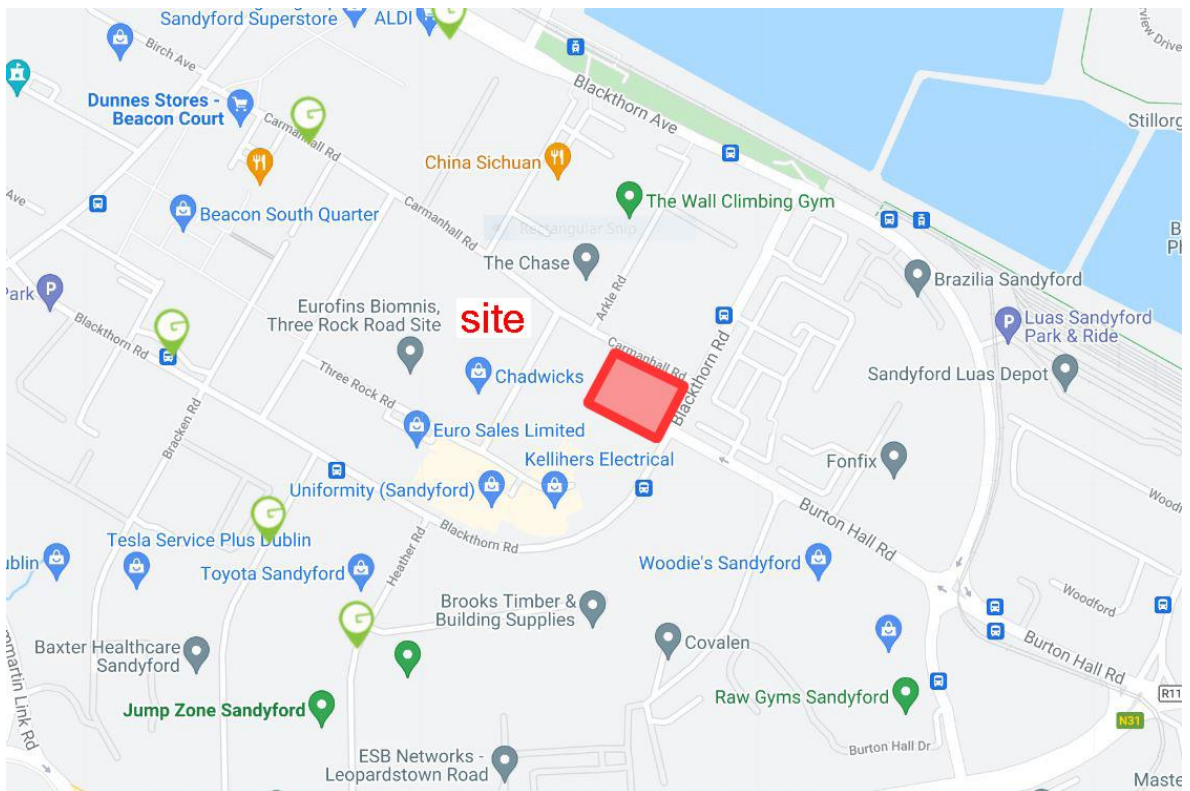 Sandyford Superstore
ALDI
Birch Ave
Dunnes Stores -
Beacon Court
Carmanhall Rd
Blackthorn Ave
Stillorg
China Sichuan
The Wall Climbing Gym
Rectangular Snip
Ave
Beacon South Quarter
Carmanhall Rd
The Chase
Brazilia Sandyford
Park
P
Eurofins Biomnis,
Three Rock Road Site
site
Arkle Rd
P
Luas Sandyford
Park & Ride
Blackthorn Rd
Carmanhall Rd
Three Rock Rd
Chadwicks
Blackthorn Rd
Sandyford Luas Depot
Bracken Rd
Euro Sales Limited
Kellihers Electrical
Fonfix
Uniformity (Sandyford)
Burton Hall Rd
Tesla Service Plus Dublin
Blackthorn Rd
ublin
Toyota Sandyford
Heather Rd
Woodie's Sandyford
Woodford
Brooks Timber &
Building Supplies
Burton Hall Rd
Baxter Healthcare
Sandyford
Covalen
Raw Gyms Sandyford
R11
Jump Zone Sandyford
N31
Burton Hall Dr
ESB Networks -
Leopardstown Road
Maste